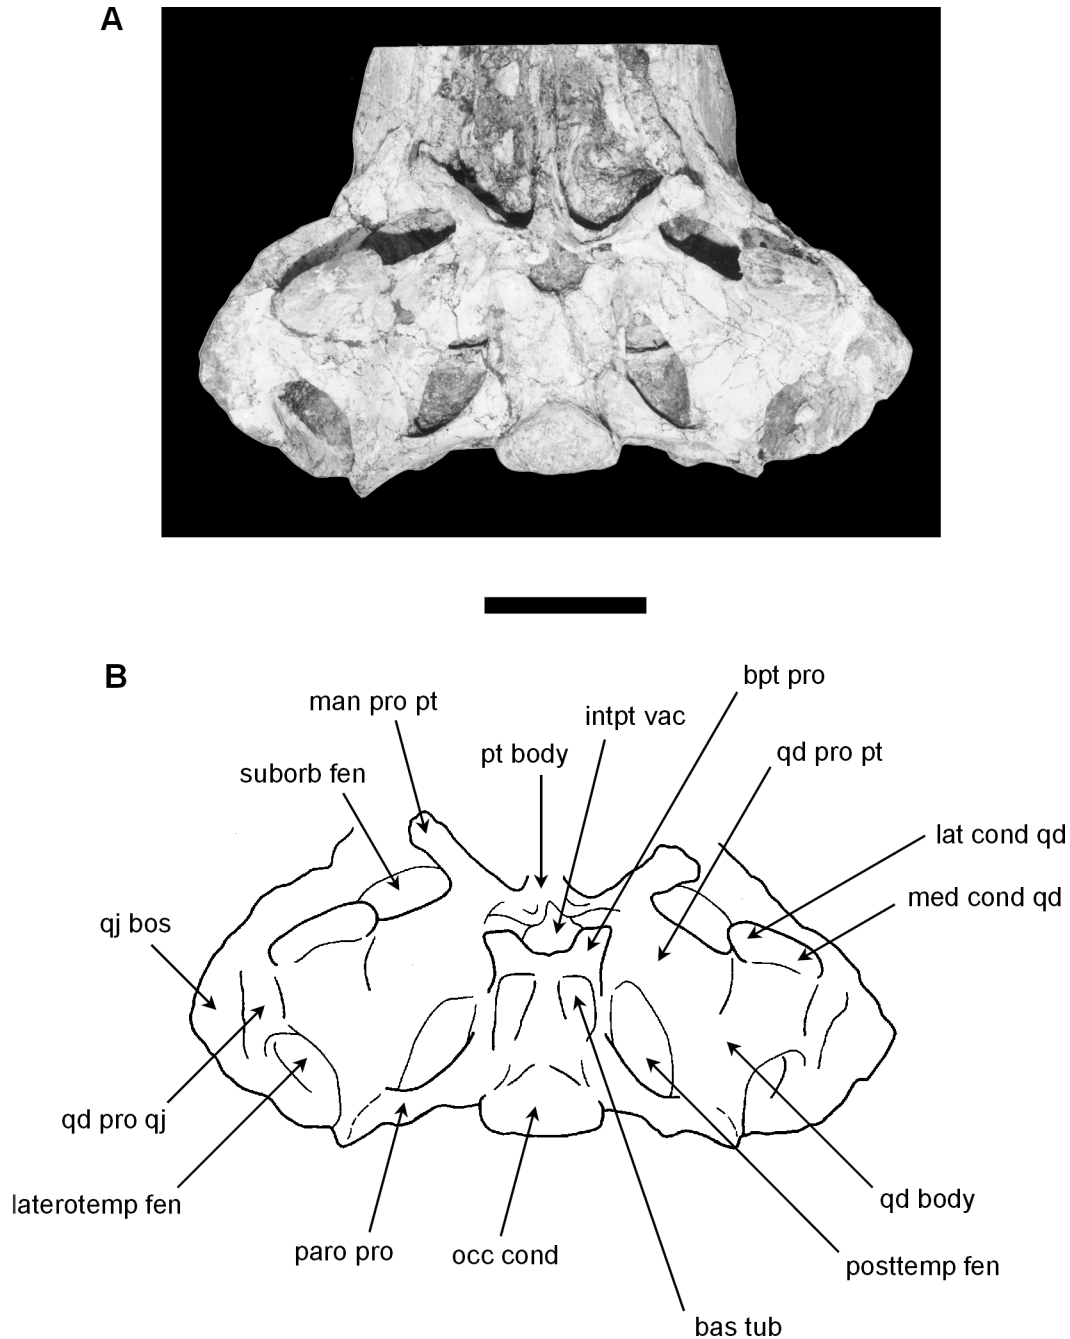 A
B
bpt pro
man pro pt
intpt vac
pt body
qd pro pt
suborb fen
lat cond qd
med cond qd
qj bos
qd pro qj
laterotemp fen
qd body
paro pro
occ cond
posttemp fen
bas tub